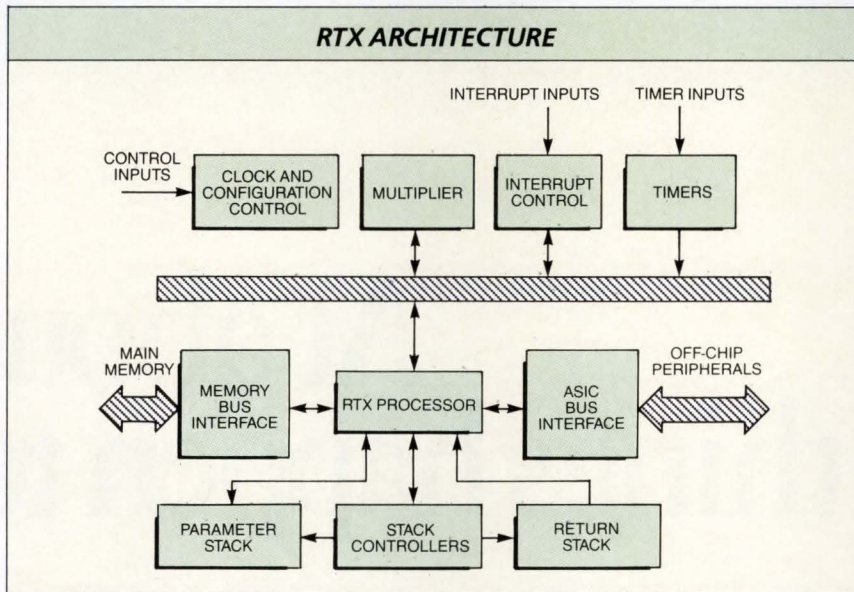 RTX ARCHITECTURE
INTERRUPT INPUTS
TIMER INPUTS
CONTROL
INPUTS
CLOCK AND
CONFIGURATION
CONTROL
MULTIPLIER
INTERRUPT
CONTROL
TIMERS
MAIN
MEMORY
MEMORY
BUS
INTERFACE
RTX PROCESSOR
ASIC
BUS
INTERFACE
OFF-CHIP
PERIPHERALS
PARAMETER
STACK
STACK
CONTROLLERS
RETURN
STACK